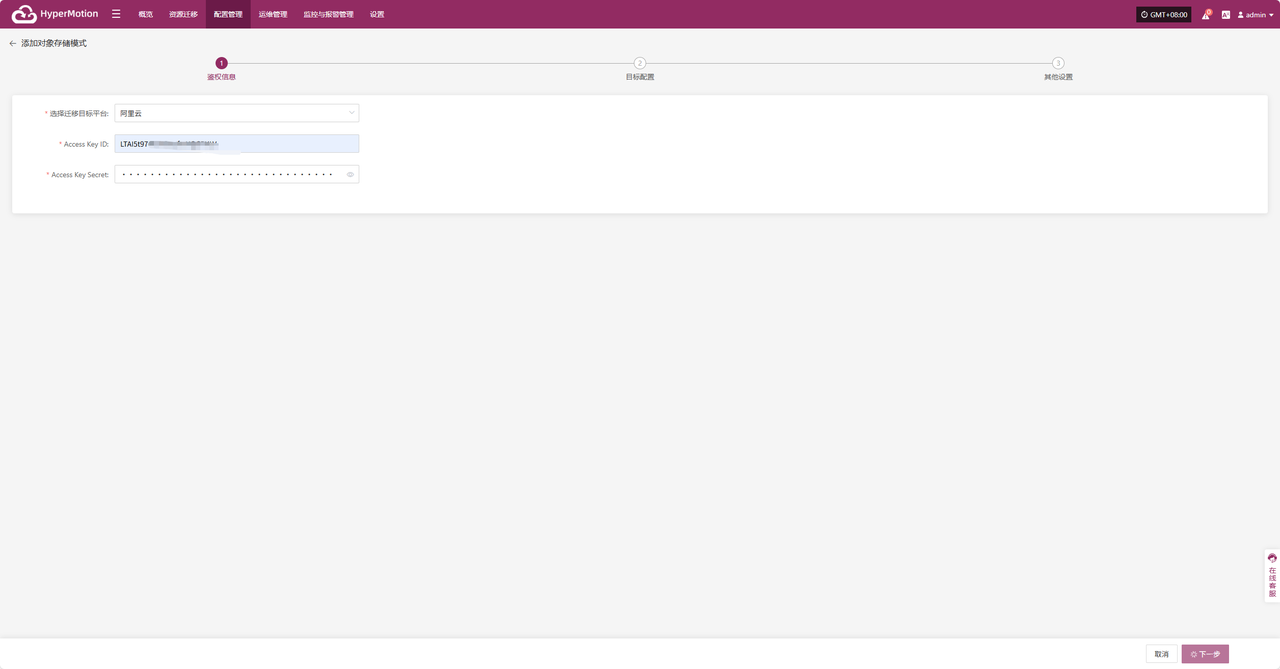 HyperMotion 概览 资源迁移 配置管理 运维管理 监控与报警管理 设置 GMT+08:00 admin
添加对象存储模式
1 2 3
鉴权信息 目标配置 其他设置
* 选择迁移目标平台: 阿里云
* Access Key ID: LTAI5t97
* Access Key Secret:
在线客服
取消 下一步